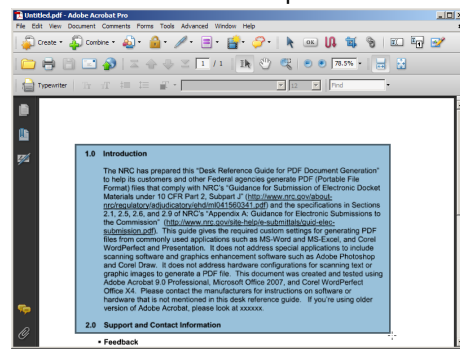 Untitled.pdf - Adobe Acrobat Pro
File Edit View Document Comments Forms Tools Advanced Window Help
Create Combine
1 / 1 78.5%
Typewriter 12 Find
1.0 Introduction
The NRC has prepared this "Desk Reference Guide for PDF Document Generation"
to help its customers and other Federal agencies generate PDF (Portable File
Format) files that comply with NRC's "Guidance for Submission of Electronic Docket
Materials under 10 CFR Part 2, Subpart J" (http://www.nrc.gov/about-
nrc/regulatory/adjudicatory/ehd/ml041560341.pdf) and the specifications in Sections
2.1, 2.5, 2.6, and 2.9 of NRC's "Appendix A: Guidance for Electronic Submissions to
the Commission" (http://www.nrc.gov/site-help/e-submittals/guid-elec-
submission.pdf). This guide gives the required custom settings for generating PDF
files from commonly used applications such as MS-Word and MS-Excel, and Corel
WordPerfect and Presentation. It does not address special applications to include
scanning software and graphics enhancement software such as Adobe Photoshop
and Corel Draw. It does not address hardware configurations for scanning text or
graphic images to generate a PDF file. This document was created and tested using
Adobe Acrobat 9.0 Professional, Microsoft Office 2007, and Corel WordPerfect
Office X4. Please contact the manufacturers for instructions on software or
hardware that is not mentioned in this desk reference guide. If you're using older
version of Adobe Acrobat, please look at xxxxxx.
2.0 Support and Contact Information
• Feedback